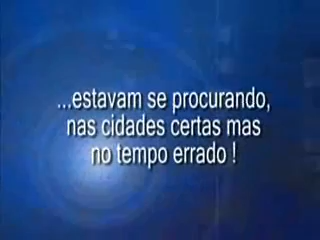 ...estavam se procurando,
nas cidades certas mas
no tempo errado !